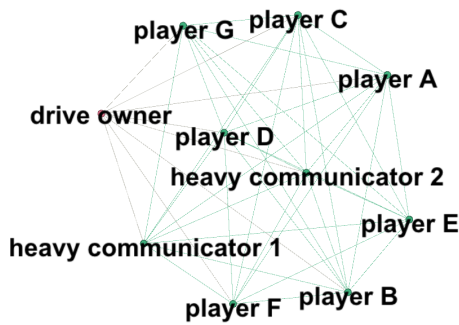 player C
player G
player A
drive owner
player D
heavy communicator 2
player E
heavy communicator 1
player B
player F